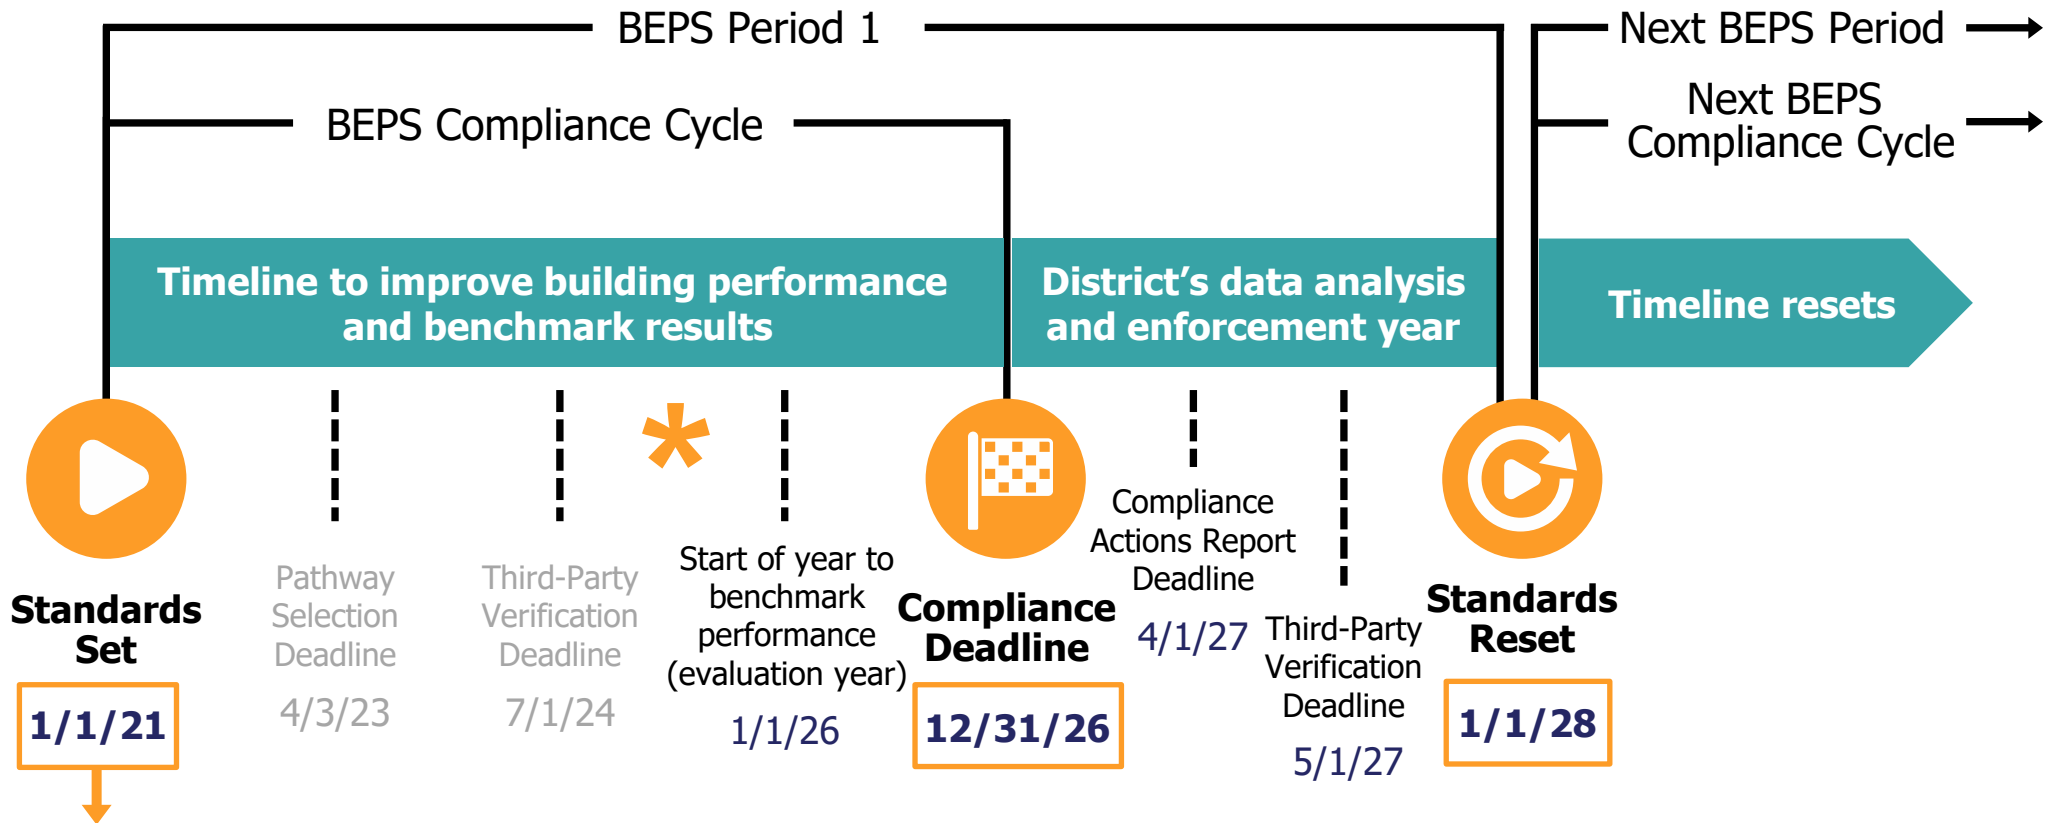 BEPS Period 1
Next BEPS Period
BEPS Compliance Cycle
Next BEPS
Compliance Cycle
Timeline to improve building performance
and benchmark results
District’s data analysis
and enforcement year
Timeline resets
*
Standards
Set
1/1/21
Pathway
Selection
Deadline
4/3/23
Third-Party
Verification
Deadline
7/1/24
Start of year to
benchmark
performance
(evaluation year)
1/1/26
Compliance
Deadline
12/31/26
Compliance
Actions Report
Deadline
4/1/27
Third-Party
Verification
Deadline
5/1/27
Standards
Reset
1/1/28